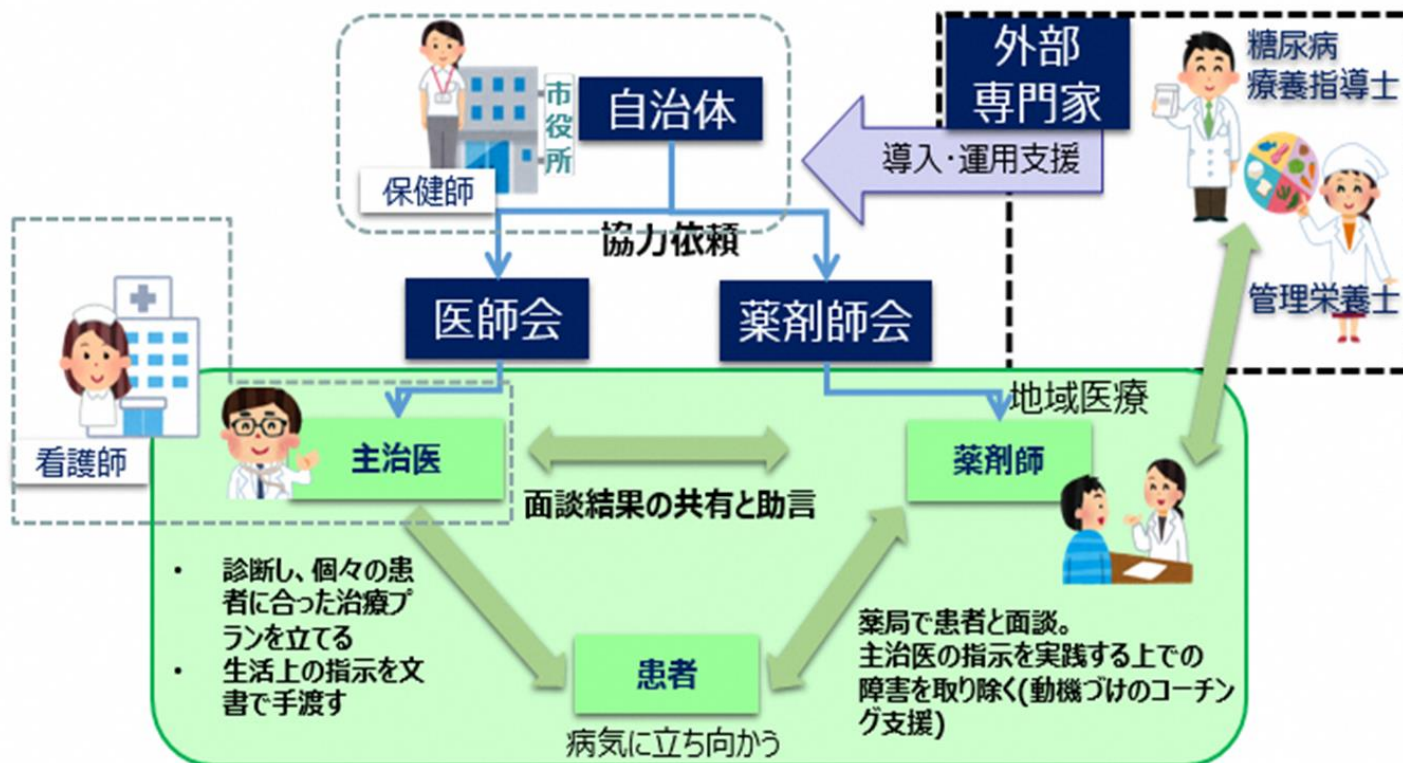 市役所
自治体
保健師
外部
専門家
糖尿病
療養指導士
導入・運用支援
管理栄養士
協力依頼
医師会
薬剤師会
看護師
地域医療
主治医
薬剤師
面談結果の共有と助言
・ 診断し、個々の患
者に合った治療プ
ランを立てる
・ 生活上の指示を文
書で手渡す
患者
病気に立ち向かう
薬局で患者と面談。
主治医の指示を実践する上での
障害を取り除く(動機づけのコーチン
グ支援)